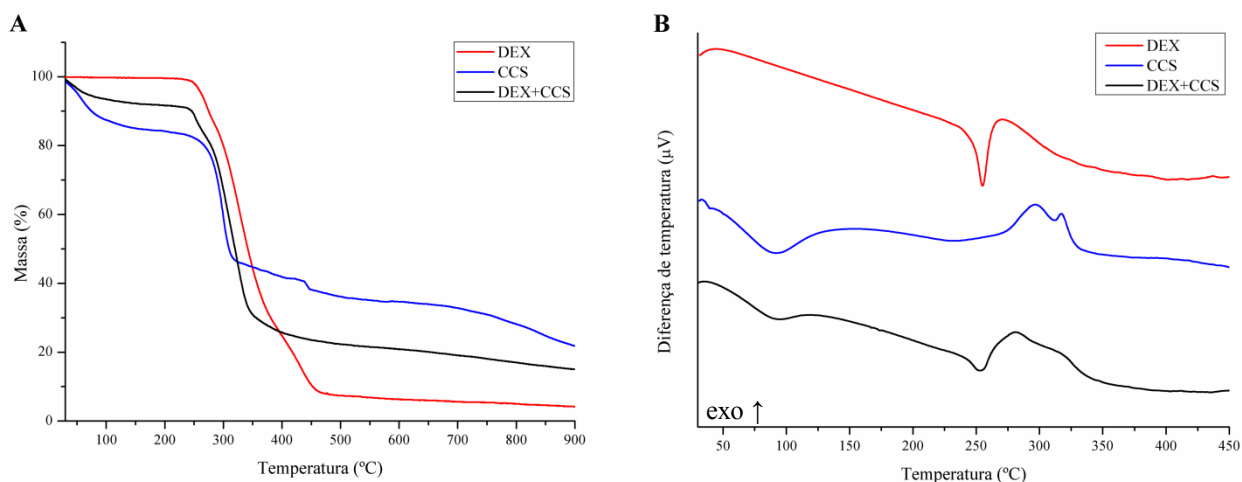 A
DEX
CCS
DEX+CCS
Massa (%)
100
80
60
40
20
0
100 200 300 400 500 600 700 800 900
Temperatura (ºC)
B
DEX
CCS
DEX+CCS
Diferença de temperatura (µV)
exo ↑
50 100 150 200 250 300 350 400 450
Temperatura (ºC)